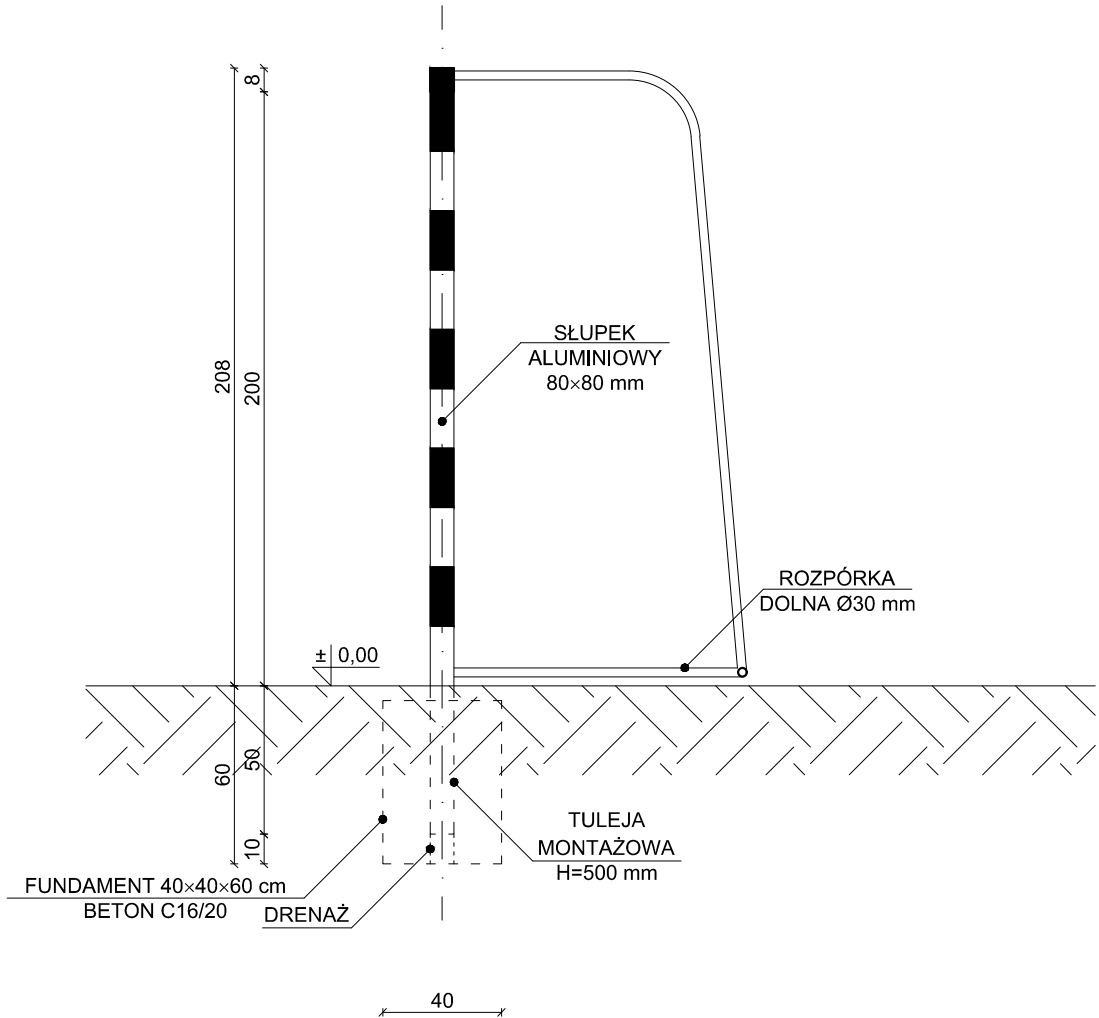 8
208
200
SŁUPEK
ALUMINIOWY
80×80 mm
ROZPÓRKA
DOLNA Ø30 mm
± 0,00
60
50
10
TULEJA
MONTAŻOWA
H=500 mm
FUNDAMENT 40×40×60 cm
BETON C16/20
DRENAŻ
40